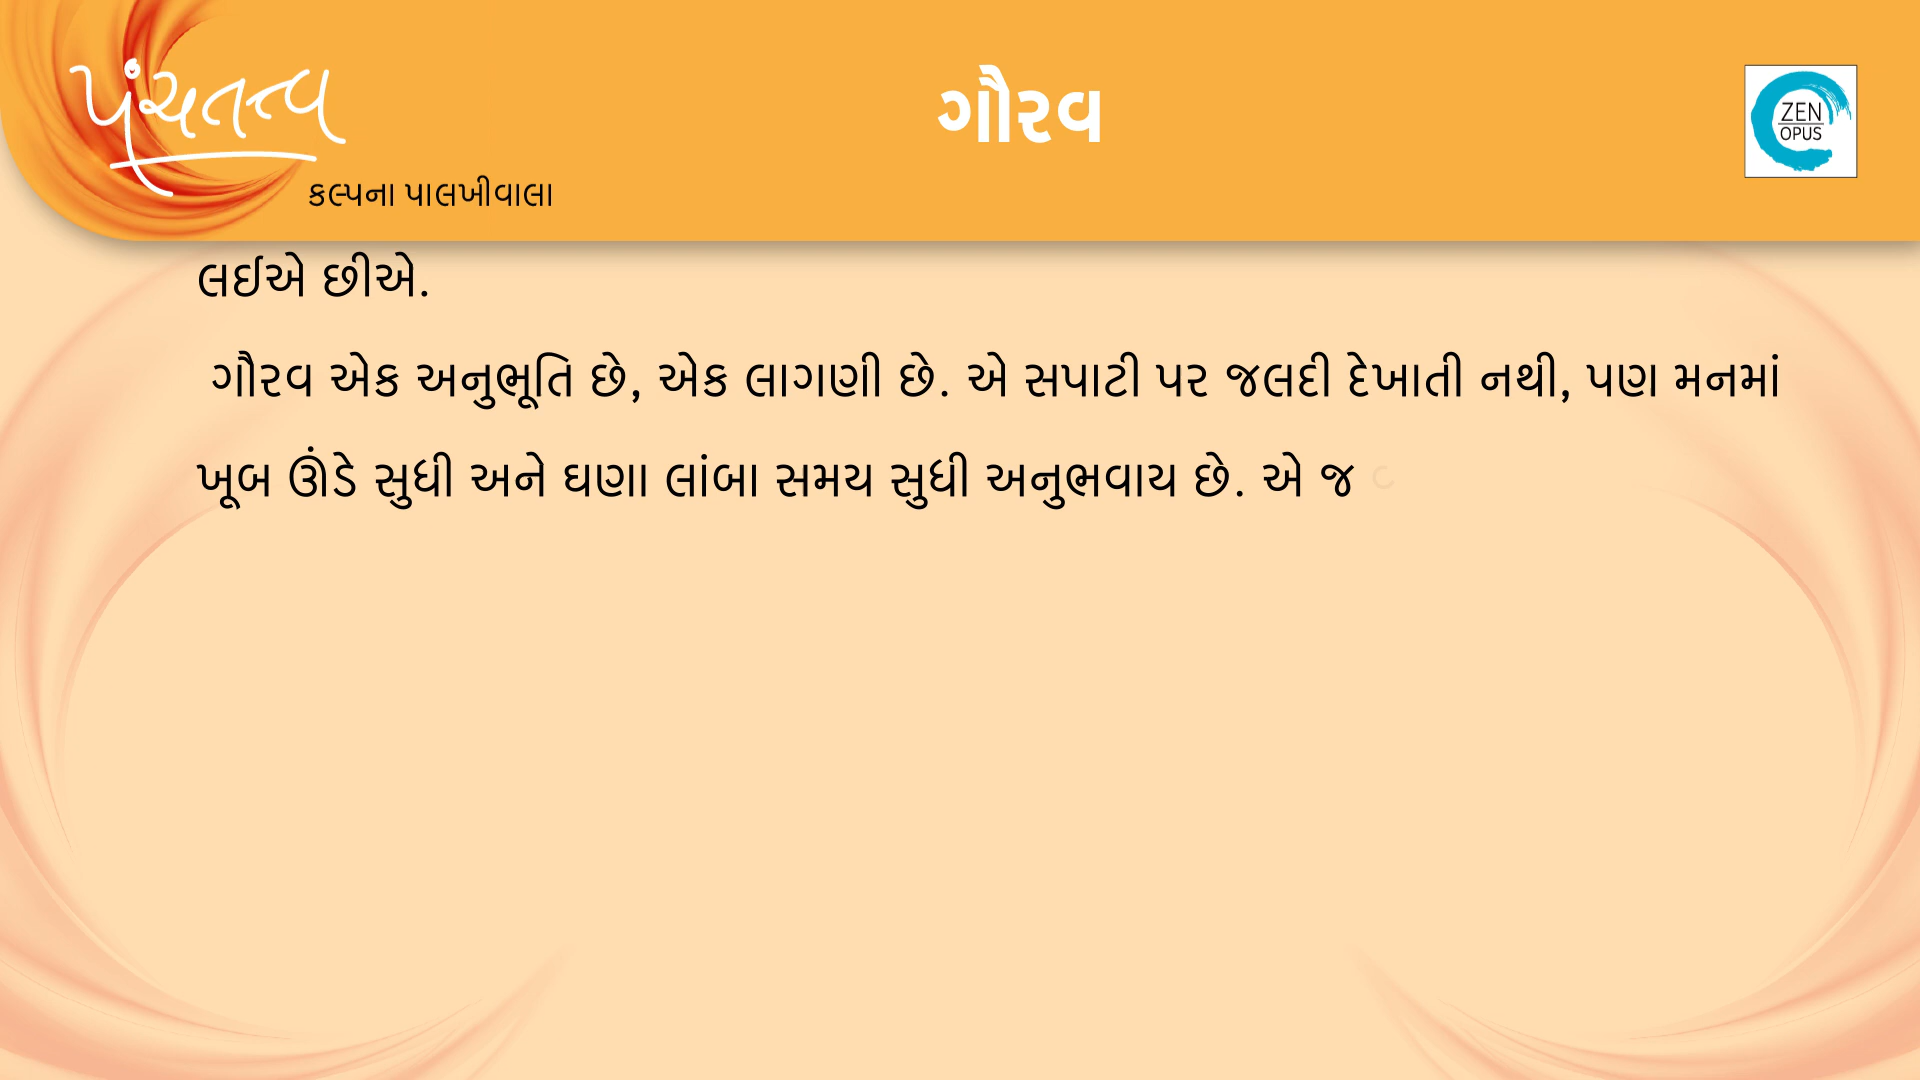 પંચતત્વ
ગૌરવ
ZEN
OPUS
કલ્પના પાલખીવાલા
લઈએ છીએ.
ગૌરવ એક અનુભૂતિ છે, એક લાગણી છે. એ સપાટી પર જલદી દેખાતી નથી, પણ મનમાં
ખૂબ ઊંડે સુધી અને ઘણા લાંબા સમય સુધી અનુભવાય છે. એ જ